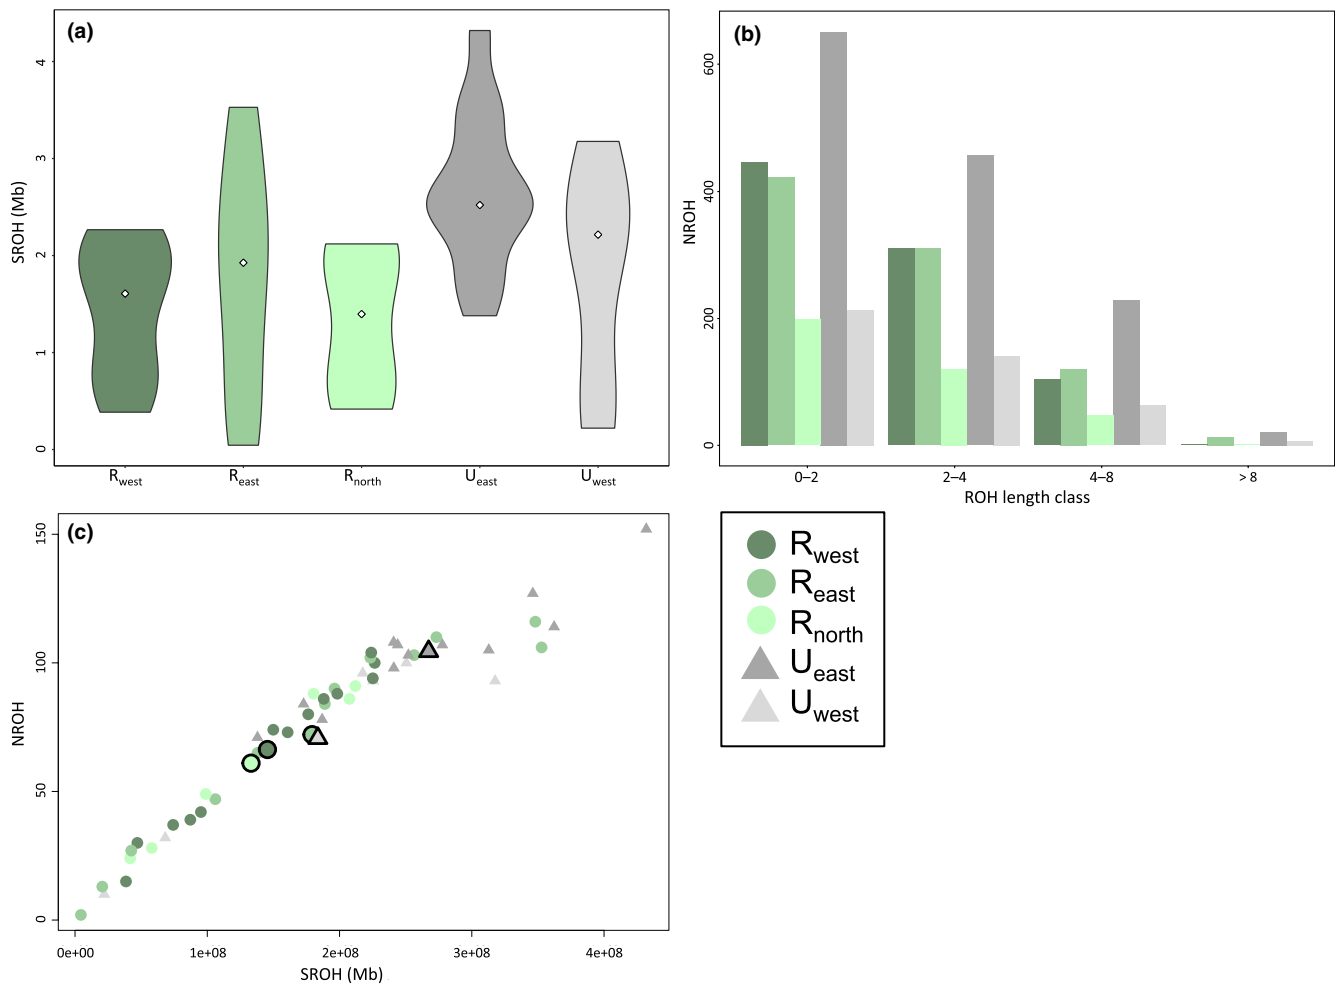 (a)
SROH (Mb)
0
1
2
3
4
Rwest
Reast
Rnorth
Ueast
Uwest
(b)
NROH
0
200
400
600
0–2
2–4
4–8
> 8
ROH length class
(c)
NROH
0
50
100
150
0e+00
1e+08
2e+08
3e+08
4e+08
SROH (Mb)
Rwest
Reast
Rnorth
Ueast
Uwest